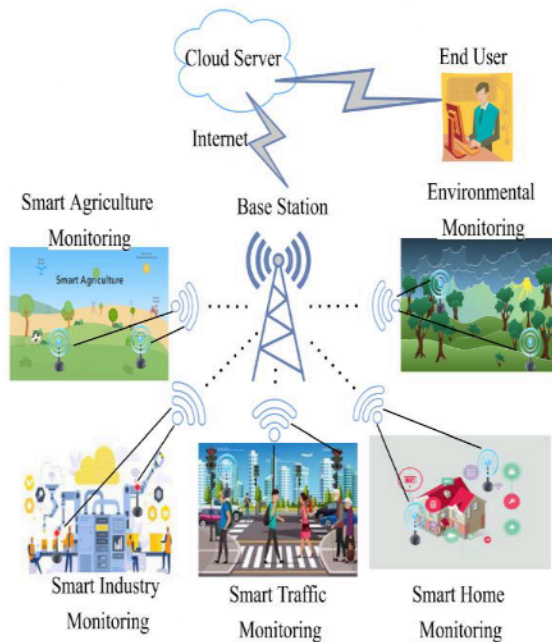 Cloud Server
End User
Internet
Smart Agriculture
Monitoring
Base Station
Environmental
Monitoring
Smart Agriculture
Smart Industry
Monitoring
Smart Traffic
Monitoring
Smart Home
Monitoring